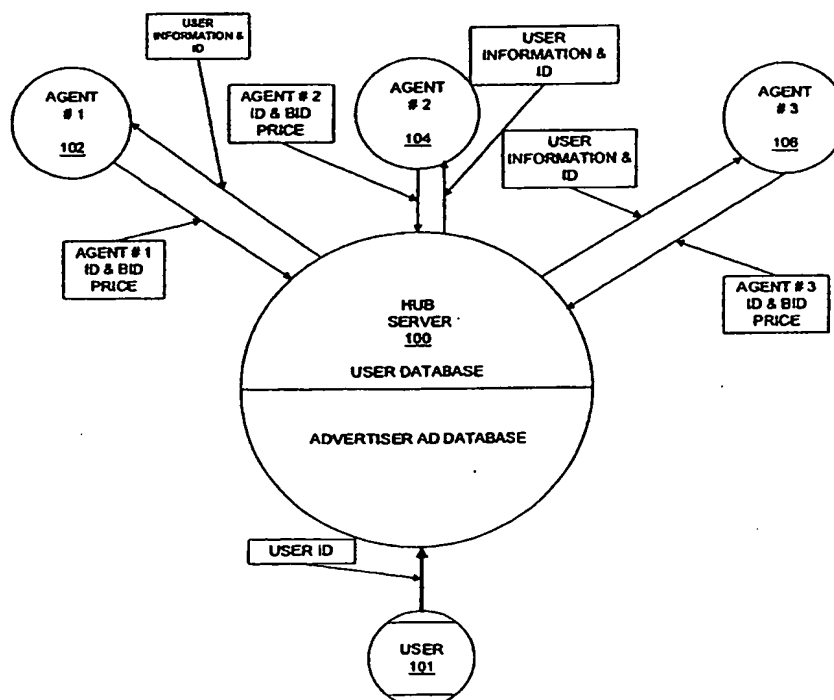 USER
INFORMATION &
ID
USER
INFORMATION &
ID
AGENT
# 1
102
AGENT # 2
ID & BID
PRICE
AGENT
# 2
104
AGENT
# 3
106
USER
INFORMATION &
ID
AGENT # 1
ID & BID
PRICE
AGENT # 3
ID & BID
PRICE
HUB
SERVER
100
USER DATABASE
ADVERTISER AD DATABASE
USER ID
USER
101